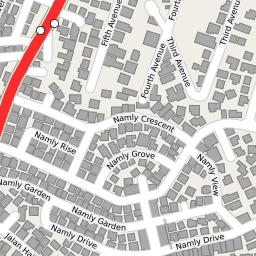 Fifth Avenue
Fourth Avenue
Third Avenue
Third Avenue
Namly Crescent
Namly Rise
Namly Grove
Namly View
Namly Garden
Namly Garden
Namly Drive
Namly Drive